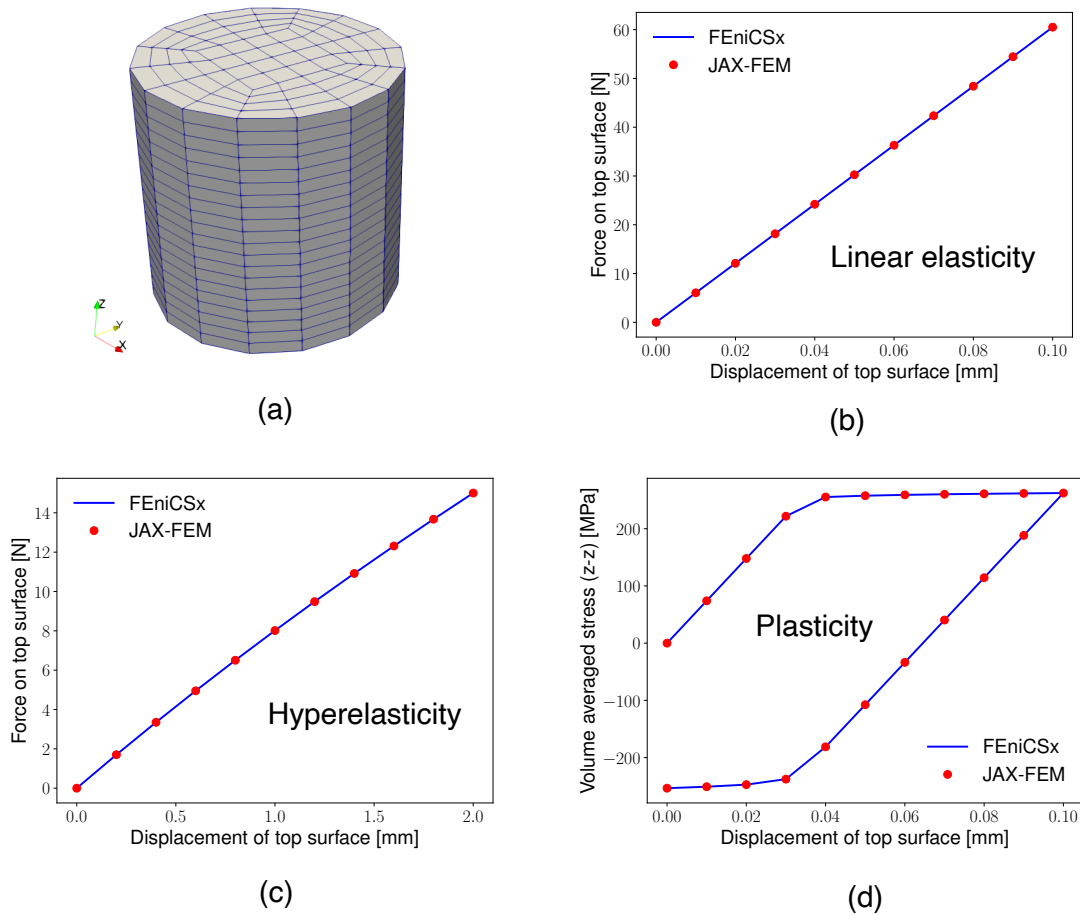 Z
Y
X
(a)
FEniCSx
JAX-FEM
Linear elasticity
Force on top surface [N]
0
10
20
30
40
50
60
0.00
0.02
0.04
0.06
0.08
0.10
Displacement of top surface [mm]
(b)
FEniCSx
JAX-FEM
Hyperelasticity
Force on top surface [N]
0
2
4
6
8
10
12
14
0.0
0.5
1.0
1.5
2.0
Displacement of top surface [mm]
(c)
Plasticity
FEniCSx
JAX-FEM
Volume averaged stress (z-z) [MPa]
200
100
0
−100
−200
0.00
0.02
0.04
0.06
0.08
0.10
Displacement of top surface [mm]
(d)